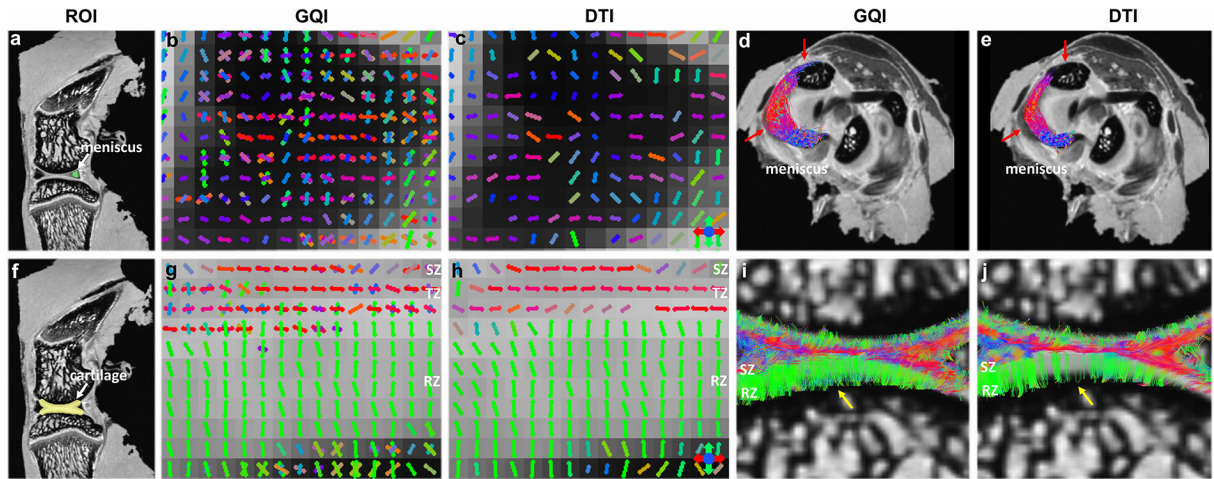 ROI GQI DTI GQI DTI
a b c d e
meniscus meniscus meniscus
f g h i j
SZ SZ
TZ TZ
cartilage
RZ RZ
SZ SZ
RZ RZ